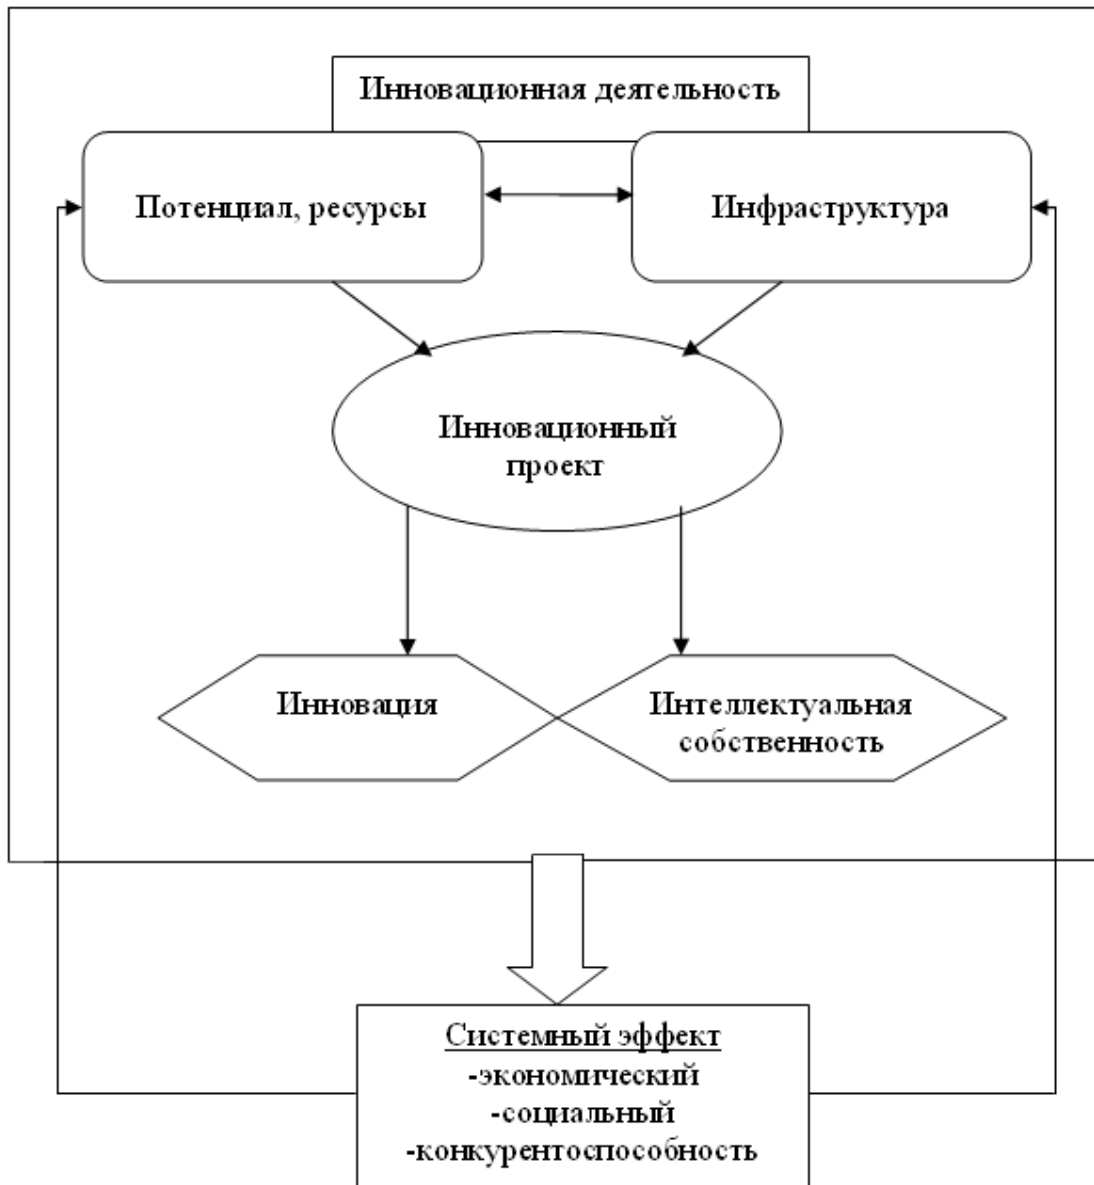 Инновационная деятельность
Потенциал, ресурсы
Инфраструктура
Инновационный
проект
Инновация
Интеллектуальная
собственность
Системный эффект
-экономический
-социальный
-конкурентоспособность